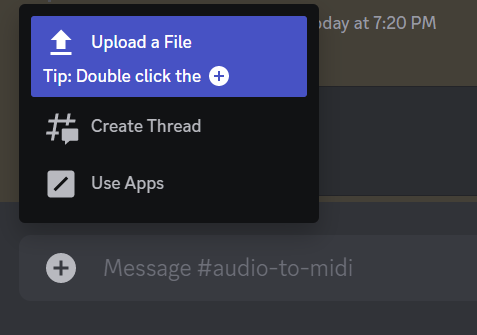 oday at 7:20 PM
Upload a File
Tip: Double click the
Create Thread
Use Apps
Message #audio-to-midi